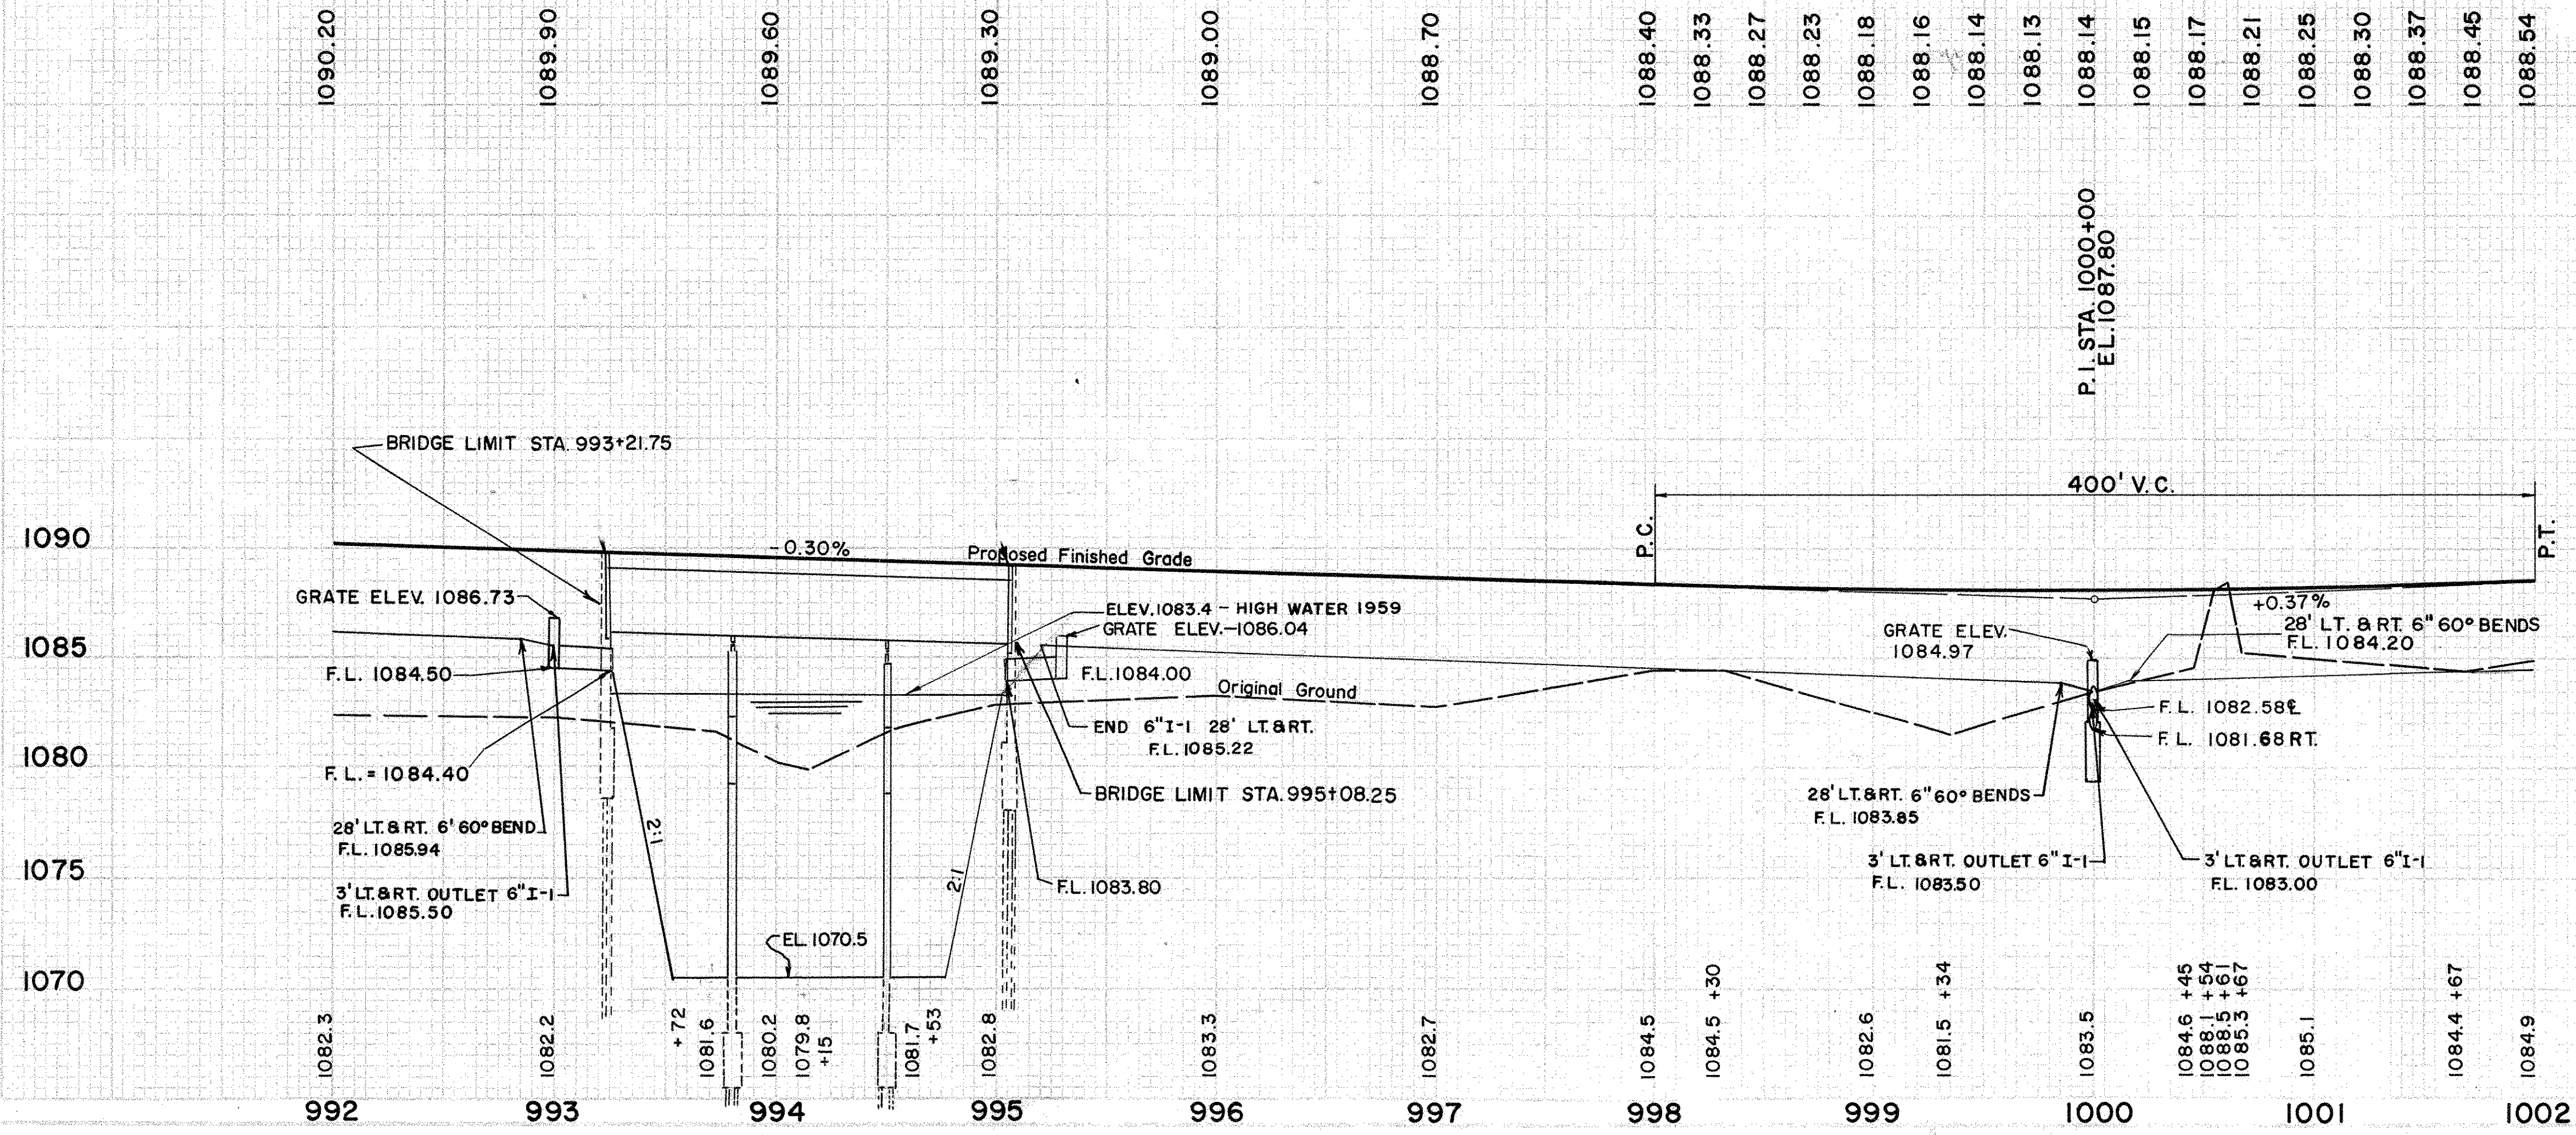 1090.20 1089.90 1089.60 1089.30 1089.00 1088.70 1088.40 1088.33 1088.27 1088.23 1088.18 1088.16 1088.14 1088.13 1088.14 1088.15 1088.17 1088.21 1088.25 1088.30 1088.37 1088.45 1088.54
P.I. STA. 1000+00
EL. 1087.80
BRIDGE LIMIT STA. 993+21.75
400' V.C.
P.C.
P.T.
1090
-0.30%
Proposed Finished Grade
GRATE ELEV. 1086.73
ELEV. 1083.4 - HIGH WATER 1959
GRATE ELEV.-1086.04
+0.37%
28' LT. & RT. 6" 60° BENDS
F.L. 1084.20
GRATE ELEV.
1084.97
1085
F.L. 1084.50
F.L. 1084.00
Original Ground
F.L. 1082.58 ℄
END 6" I-1 28' LT. & RT.
F.L. 1085.22
F.L. 1081.68 RT.
1080
F.L. = 1084.40
BRIDGE LIMIT STA. 995+08.25
28' LT. & RT. 6" 60° BENDS
F.L. 1083.85
28' LT. & RT. 6' 60° BEND
F.L. 1085.94
2:1
2:1
1075
3' LT. & RT. OUTLET 6" I-1
F.L. 1085.50
F.L. 1083.80
3' LT. & RT. OUTLET 6" I-1
F.L. 1083.50
3' LT. & RT. OUTLET 6" I-1
F.L. 1083.00
EL. 1070.5
1070
1082.3
1082.2
+72
1081.6
1080.2
1079.8
+15
1081.7
+53
1082.8
1083.3
1082.7
1084.5
1084.5 +30
1082.6
1081.5 +34
1083.5
1084.6 +45
1088.1 +54
1088.5 +61
1085.3 +67
1085.1
1084.4 +67
1084.9
992 993 994 995 996 997 998 999 1000 1001 1002